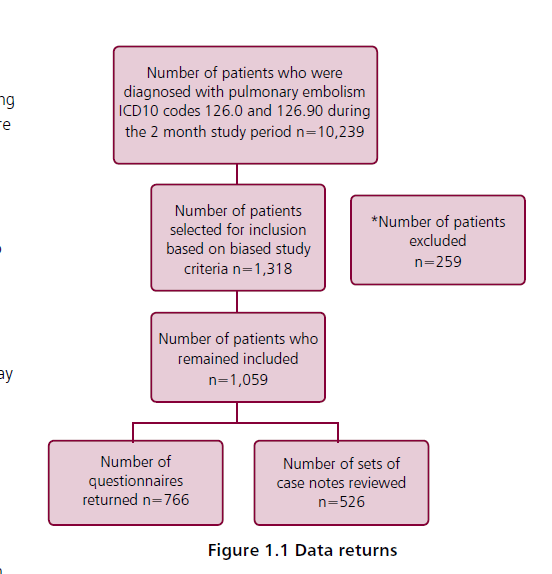 ng
re
ay
Number of patients who were
diagnosed with pulmonary embolism
ICD10 codes 126.0 and 126.90 during
the 2 month study period n=10,239
Number of patients
selected for inclusion
based on biased study
criteria n=1,318
*Number of patients
excluded
n=259
Number of patients who
remained included
n=1,059
Number of
questionnaires
returned n=766
Number of sets of
case notes reviewed
n=526
Figure 1.1 Data returns